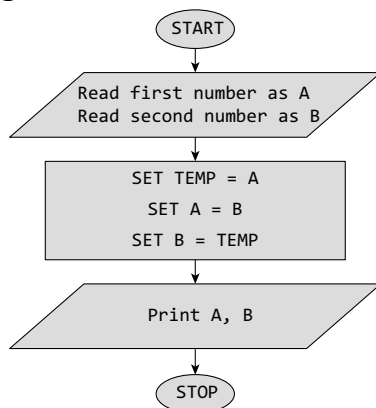 START
Read first number as A
Read second number as B
SET TEMP = A
SET A = B
SET B = TEMP
Print A, B
STOP